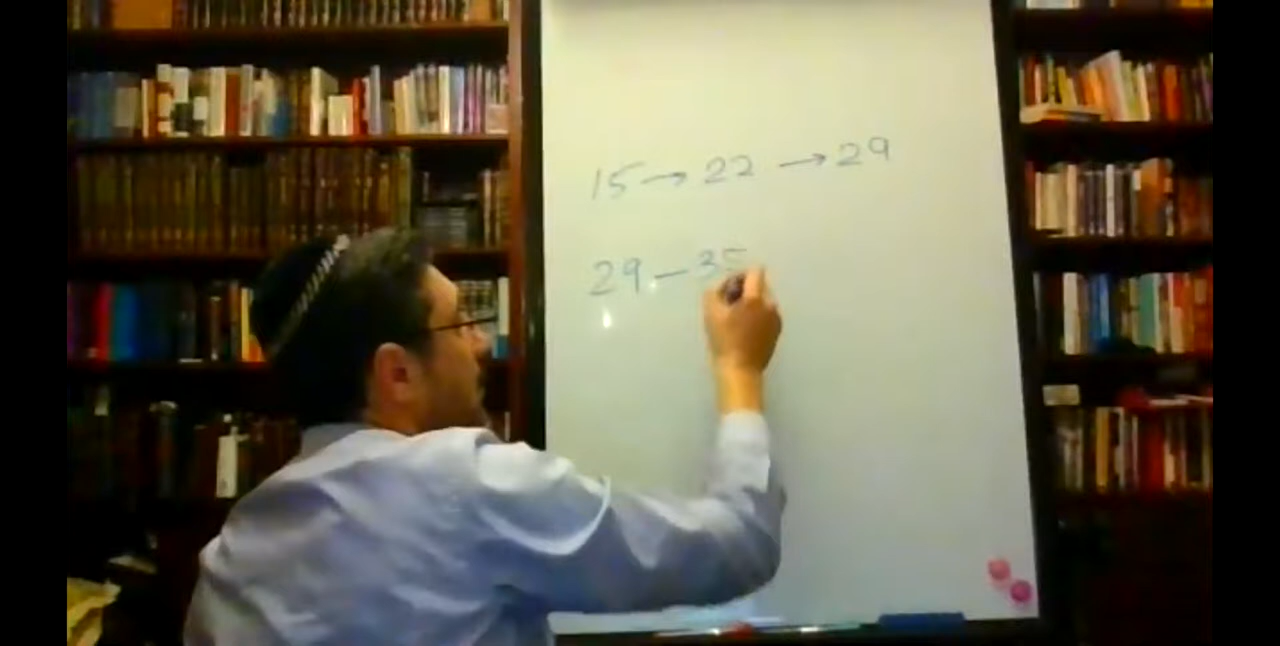 15 → 22 → 29
29 – 35